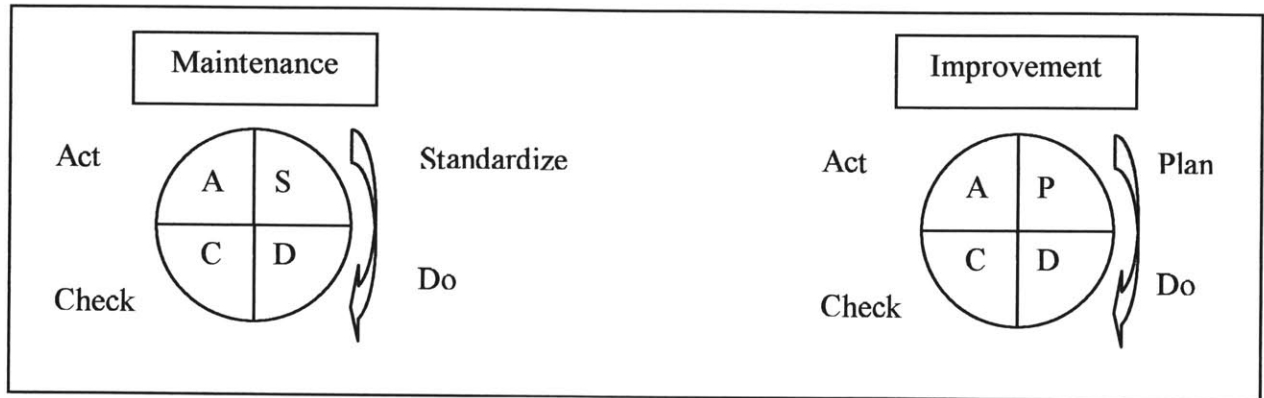 Maintenance
Improvement
Act
A
S
Standardize
C
D
Check
Do
Act
A
P
Plan
C
D
Check
Do